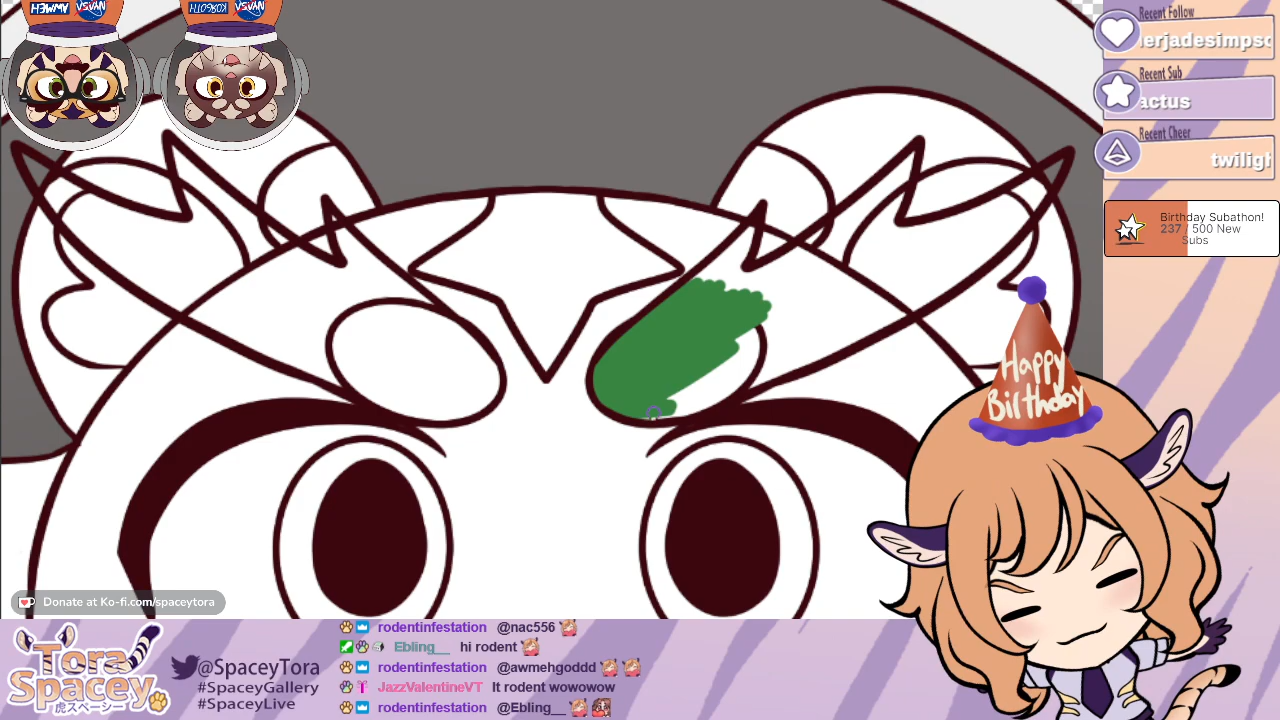 Recent Follow
lerjadesimpso
Recent Sub
actus
Recent Cheer
twiligh
Birthday Subathon!
237 / 500 New
Subs
Happy
Birthday
Donate at Ko-fi.com/spaceytora
Tora
Spacey
虎スペーシー
@SpaceyTora
#SpaceyGallery
#SpaceyLive
rodentinfestation @nac556
Ebling__ hi rodent
rodentinfestation @awmehgoddd
JazzValentineVT It rodent wowowow
rodentinfestation @Ebling__